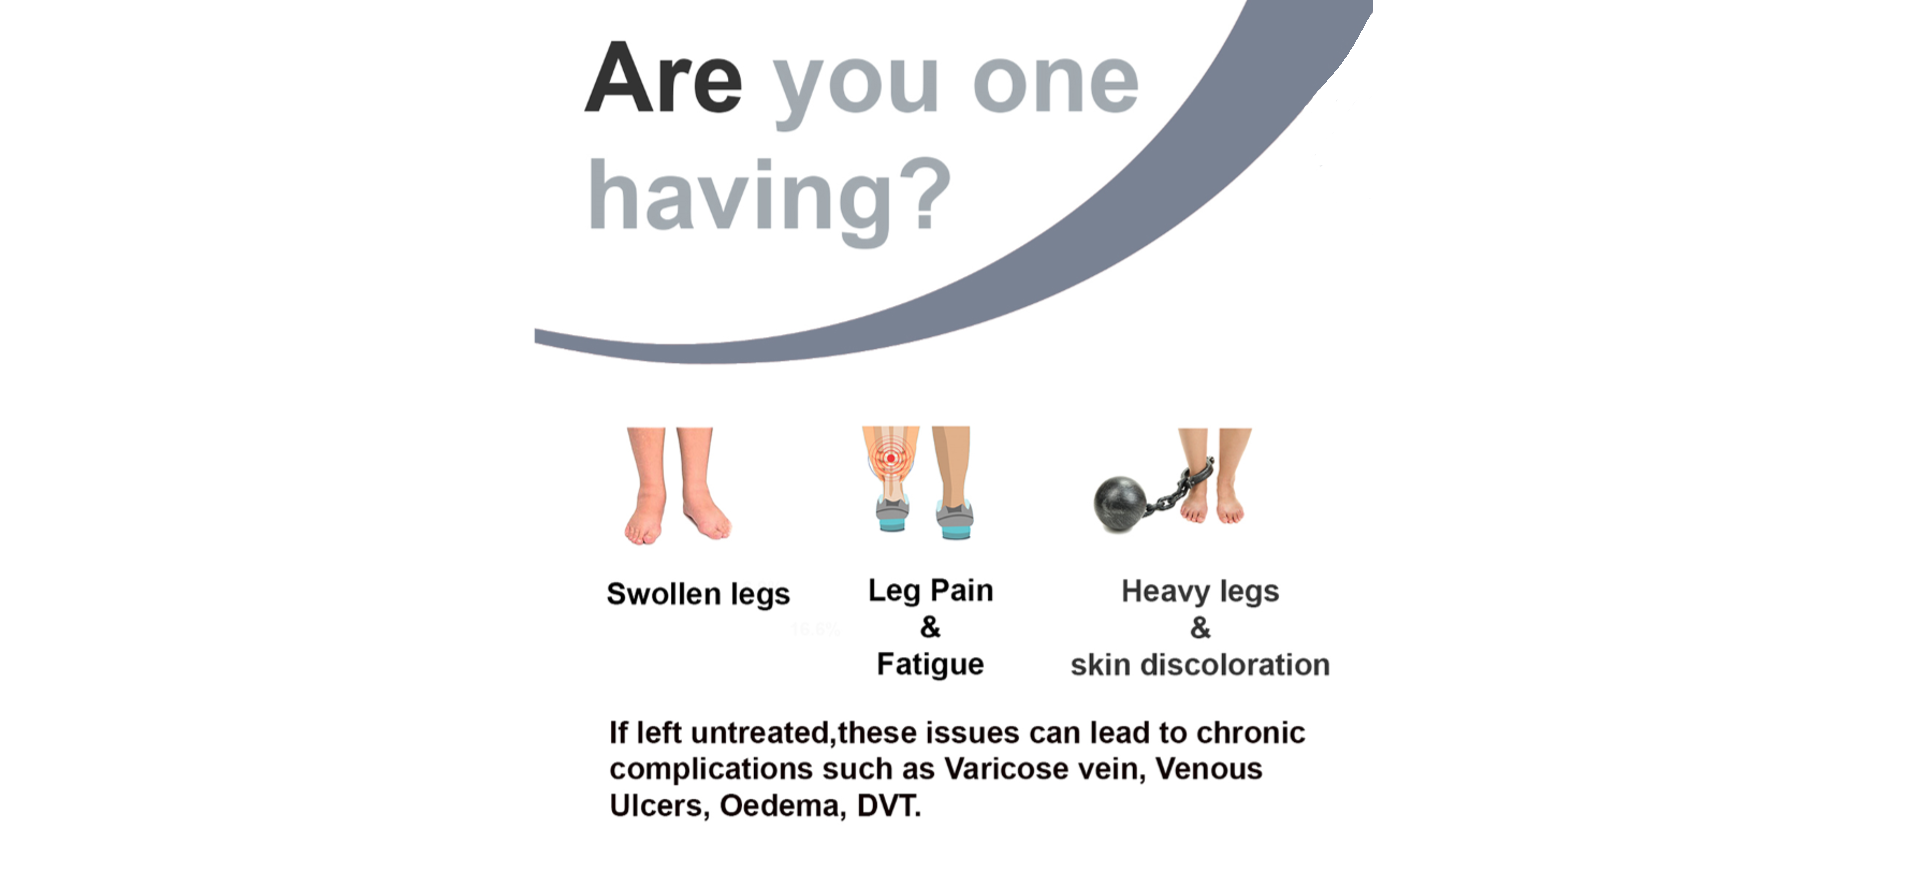 Are you one
having?
Swollen legs
Leg Pain
&
Fatigue
Heavy legs
&
skin discoloration
If left untreated,these issues can lead to chronic
complications such as Varicose vein, Venous
Ulcers, Oedema, DVT.